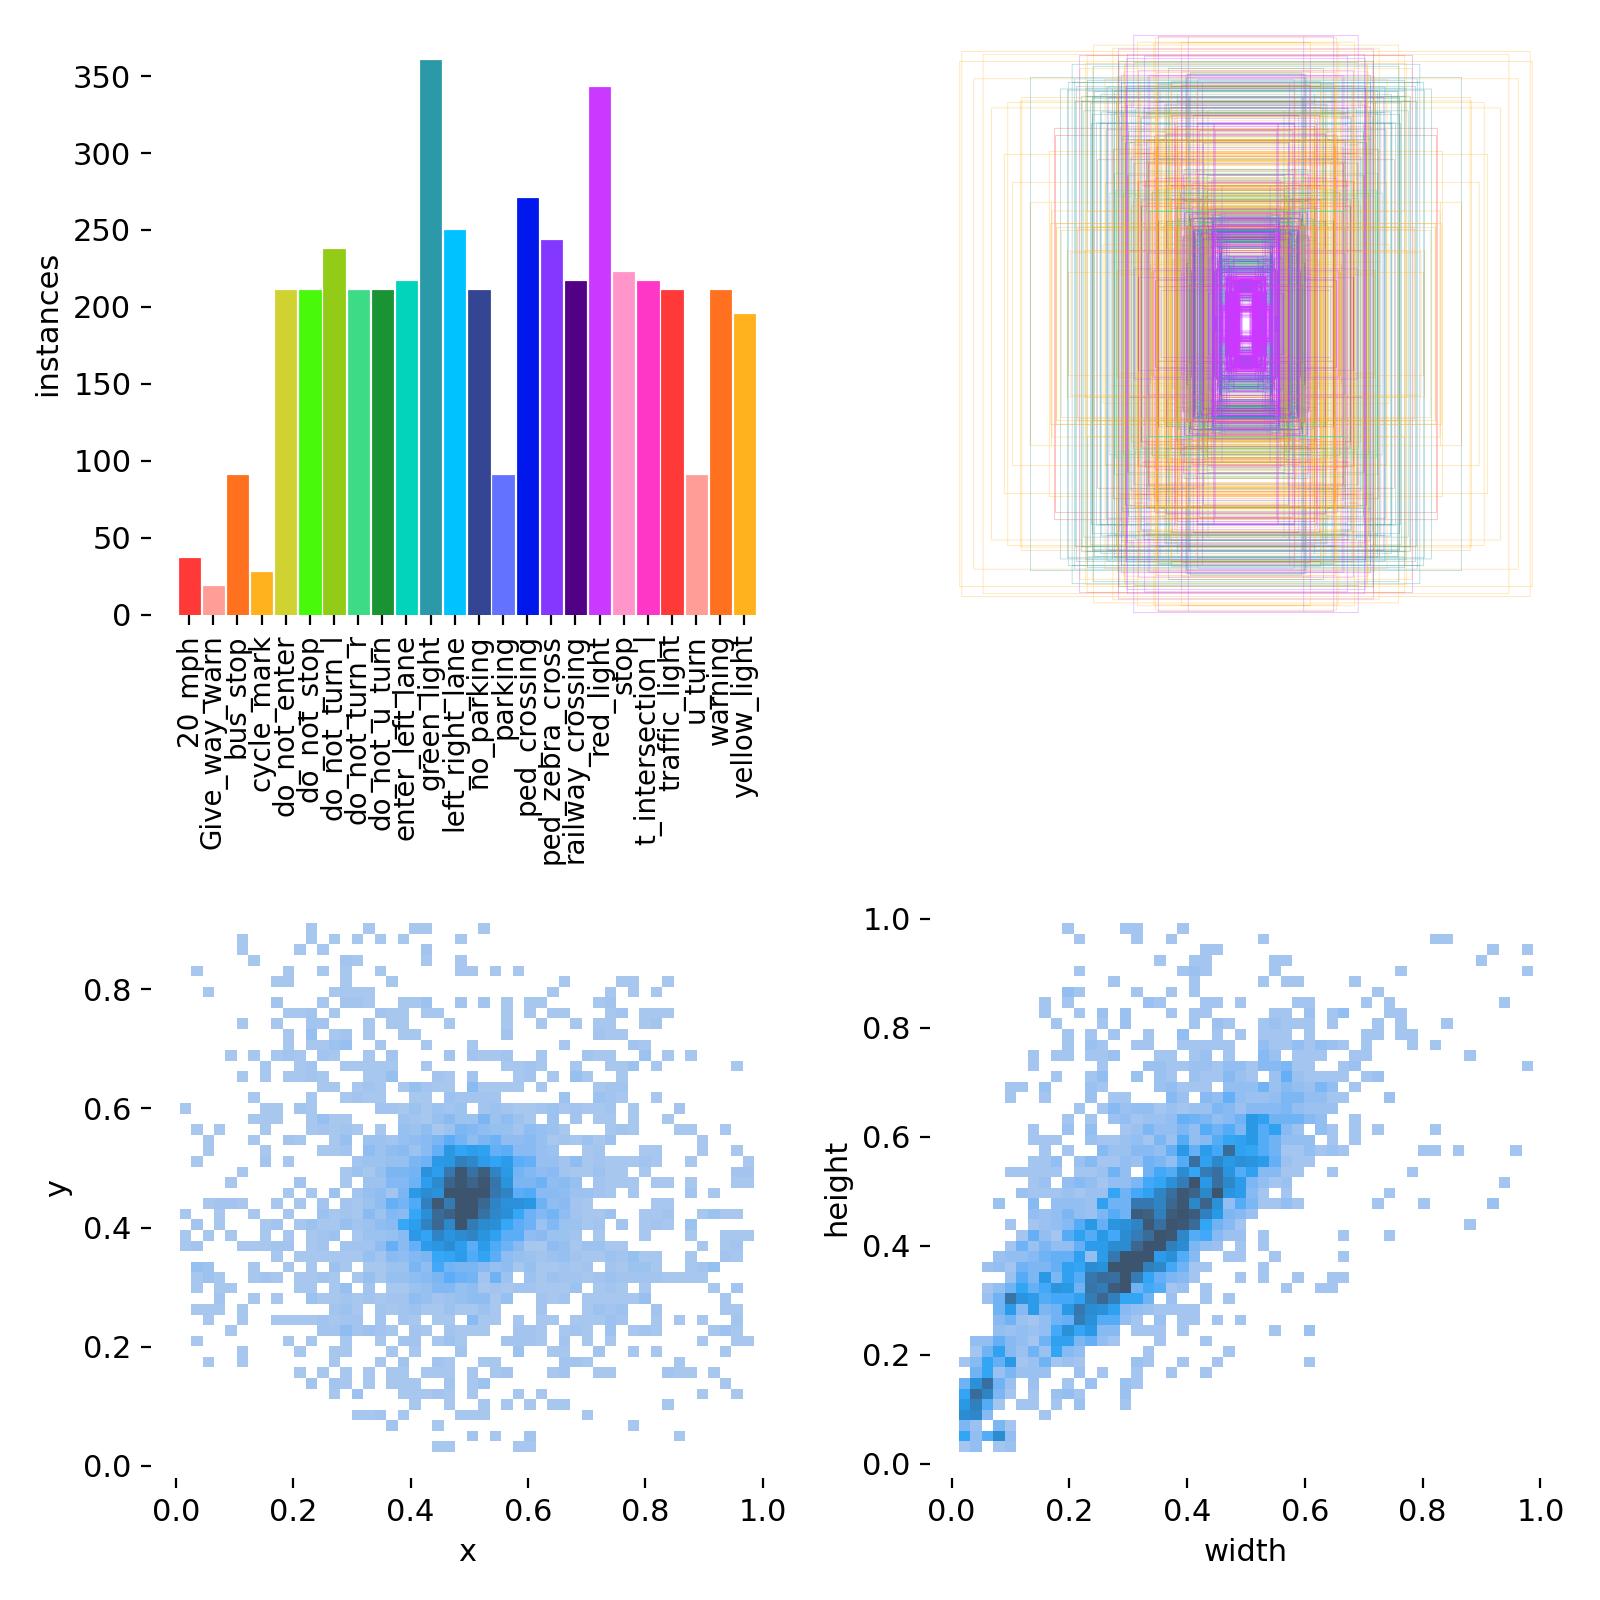 350
300
250
200
150
100
50
0
instances
20_mph
Give_way_warn
bus_stop
cycle_mark
do_not_enter
do_not_stop
do_not_turn_l
do_not_turn_r
do_not_u_turn
enter_left_lane
green_light
left_right_lane
no_parking
parking
ped_crossing
ped_zebra_cross
railway_crossing
red_light
stop
t_intersection_l
traffic_light
u_turn
warning
yellow_light
0.8
0.6
0.4
0.2
0.0
y
0.0 0.2 0.4 0.6 0.8 1.0
x
1.0
0.8
0.6
0.4
0.2
0.0
height
0.0 0.2 0.4 0.6 0.8 1.0
width